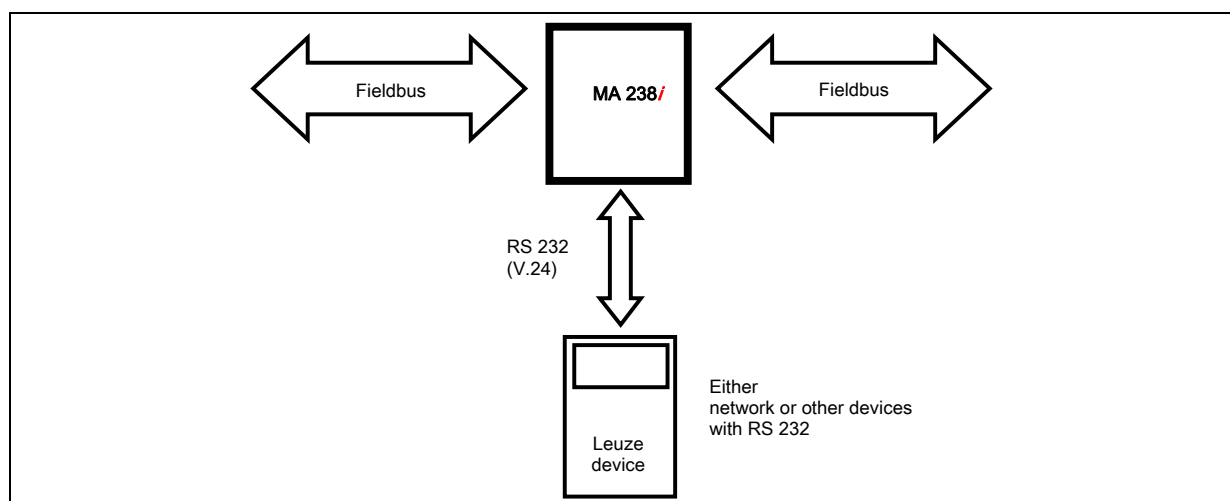 Fieldbus
MA 238i
Fieldbus
RS 232
(V.24)
Either
network or other devices
with RS 232
Leuze
device